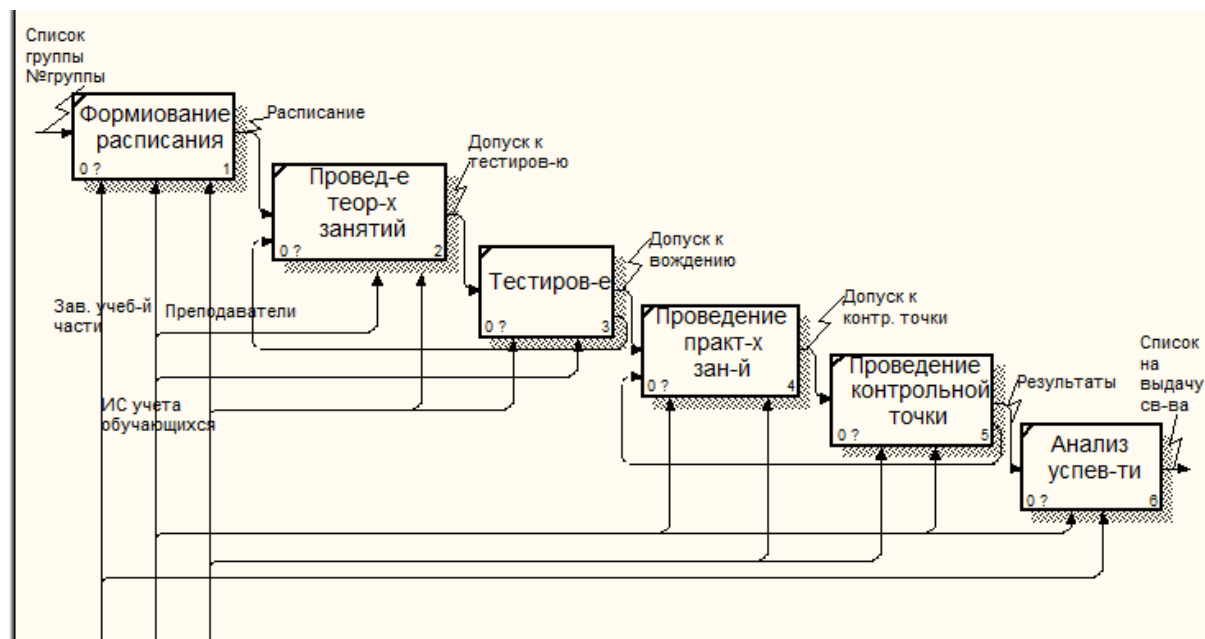 Список
группы
№группы
Формиование
расписания
0 ?
1
Расписание
Провед-е
теор-х
занятий
0 ?
2
Допуск к
тестиров-ю
Тестиров-е
0 ?
3
Допуск к
вождению
Проведение
практ-х
зан-й
0 ?
4
Допуск к
контр. точки
Проведение
контрольной
точки
0 ?
5
Результаты
Анализ
успев-ти
0 ?
6
Список
на
выдачу
св-ва
Зав. учеб-й
части
Преподаватели
ИС учета
обучающихся